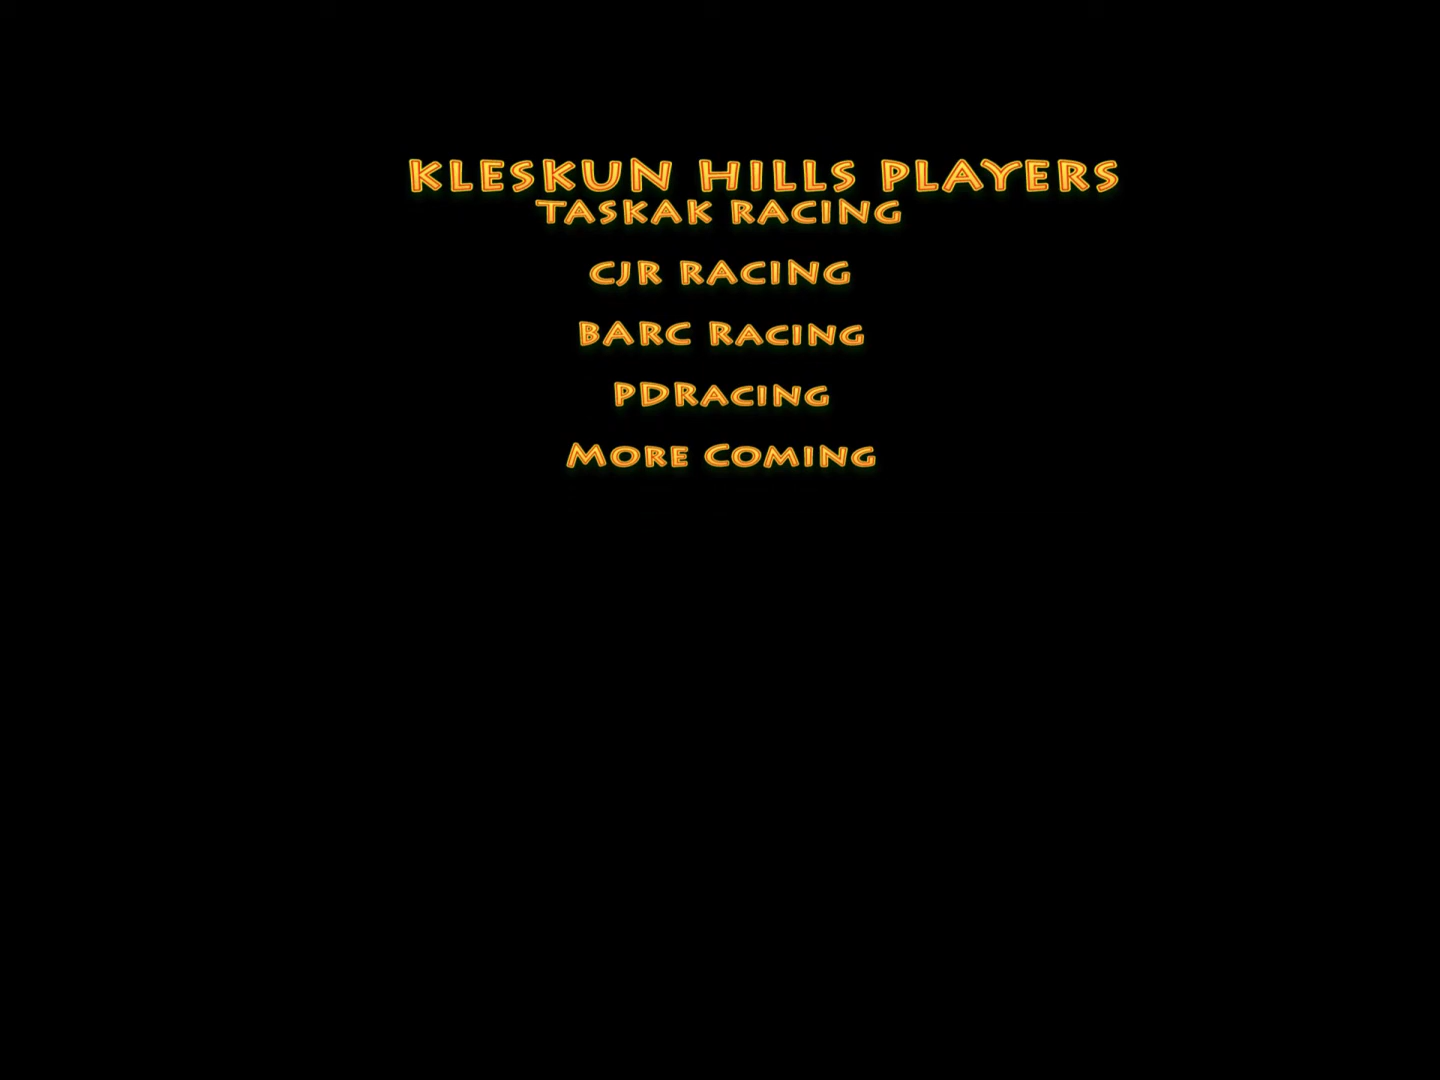 KLESKUN HILLS PLAYERS
TASKAK RACING
CJR RACING
BARC RACING
PDRACING
MORE COMING